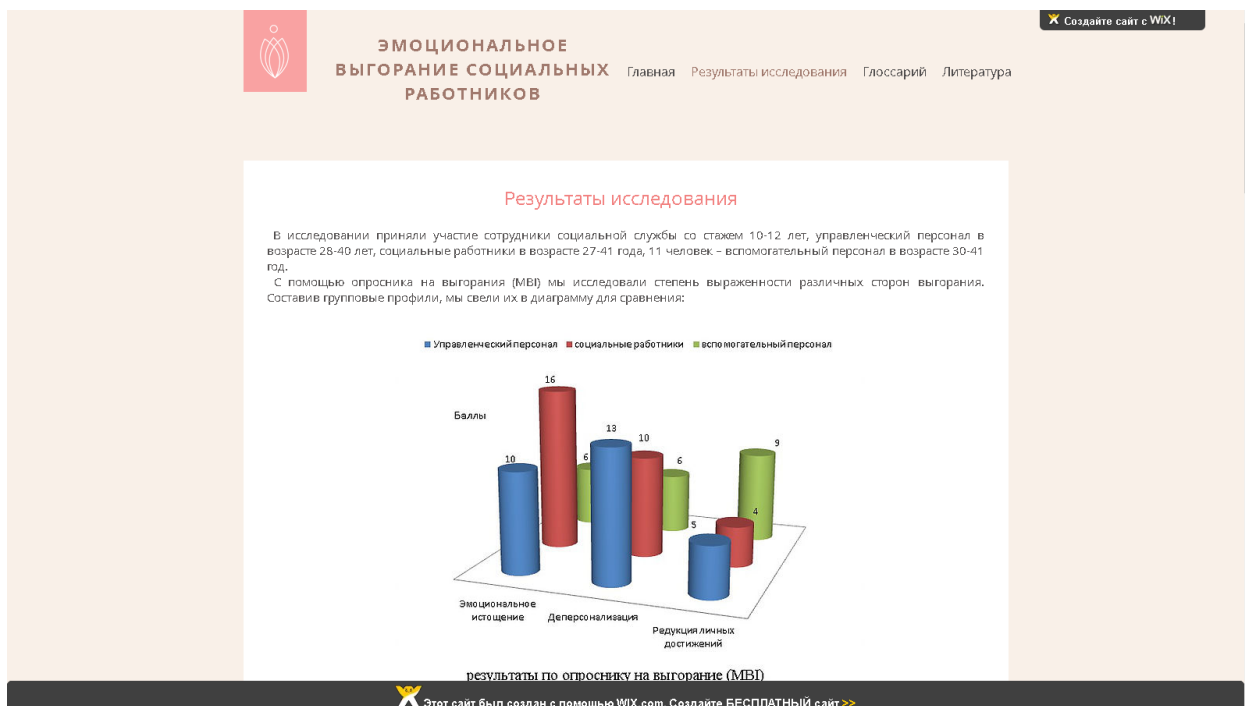 Создайте сайт с WiX!
ЭМОЦИОНАЛЬНОЕ
ВЫГОРАНИЕ СОЦИАЛЬНЫХ
РАБОТНИКОВ
Главная Результаты исследования Глоссарий Литература
Результаты исследования
В исследовании приняли участие сотрудники социальной службы со стажем 10-12 лет, управленческий персонал в
возрасте 28-40 лет, социальные работники в возрасте 27-41 года, 11 человек – вспомогательный персонал в возрасте 30-41
год.
С помощью опросника на выгорания (MBI) мы исследовали степень выраженности различных сторон выгорания.
Составив групповые профили, мы свели их в диаграмму для сравнения:
Управленческий персонал социальные работники вспомогательный персонал
16
Баллы
13
10
9
10
6
6
4
5
Эмоциональное
истощение
Деперсонализация
Редукция личных
достижений
результаты по опроснику на выгорание (MBI)
Этот сайт был создан с помощью WIX.com. Создайте БЕСПЛАТНЫЙ сайт >>